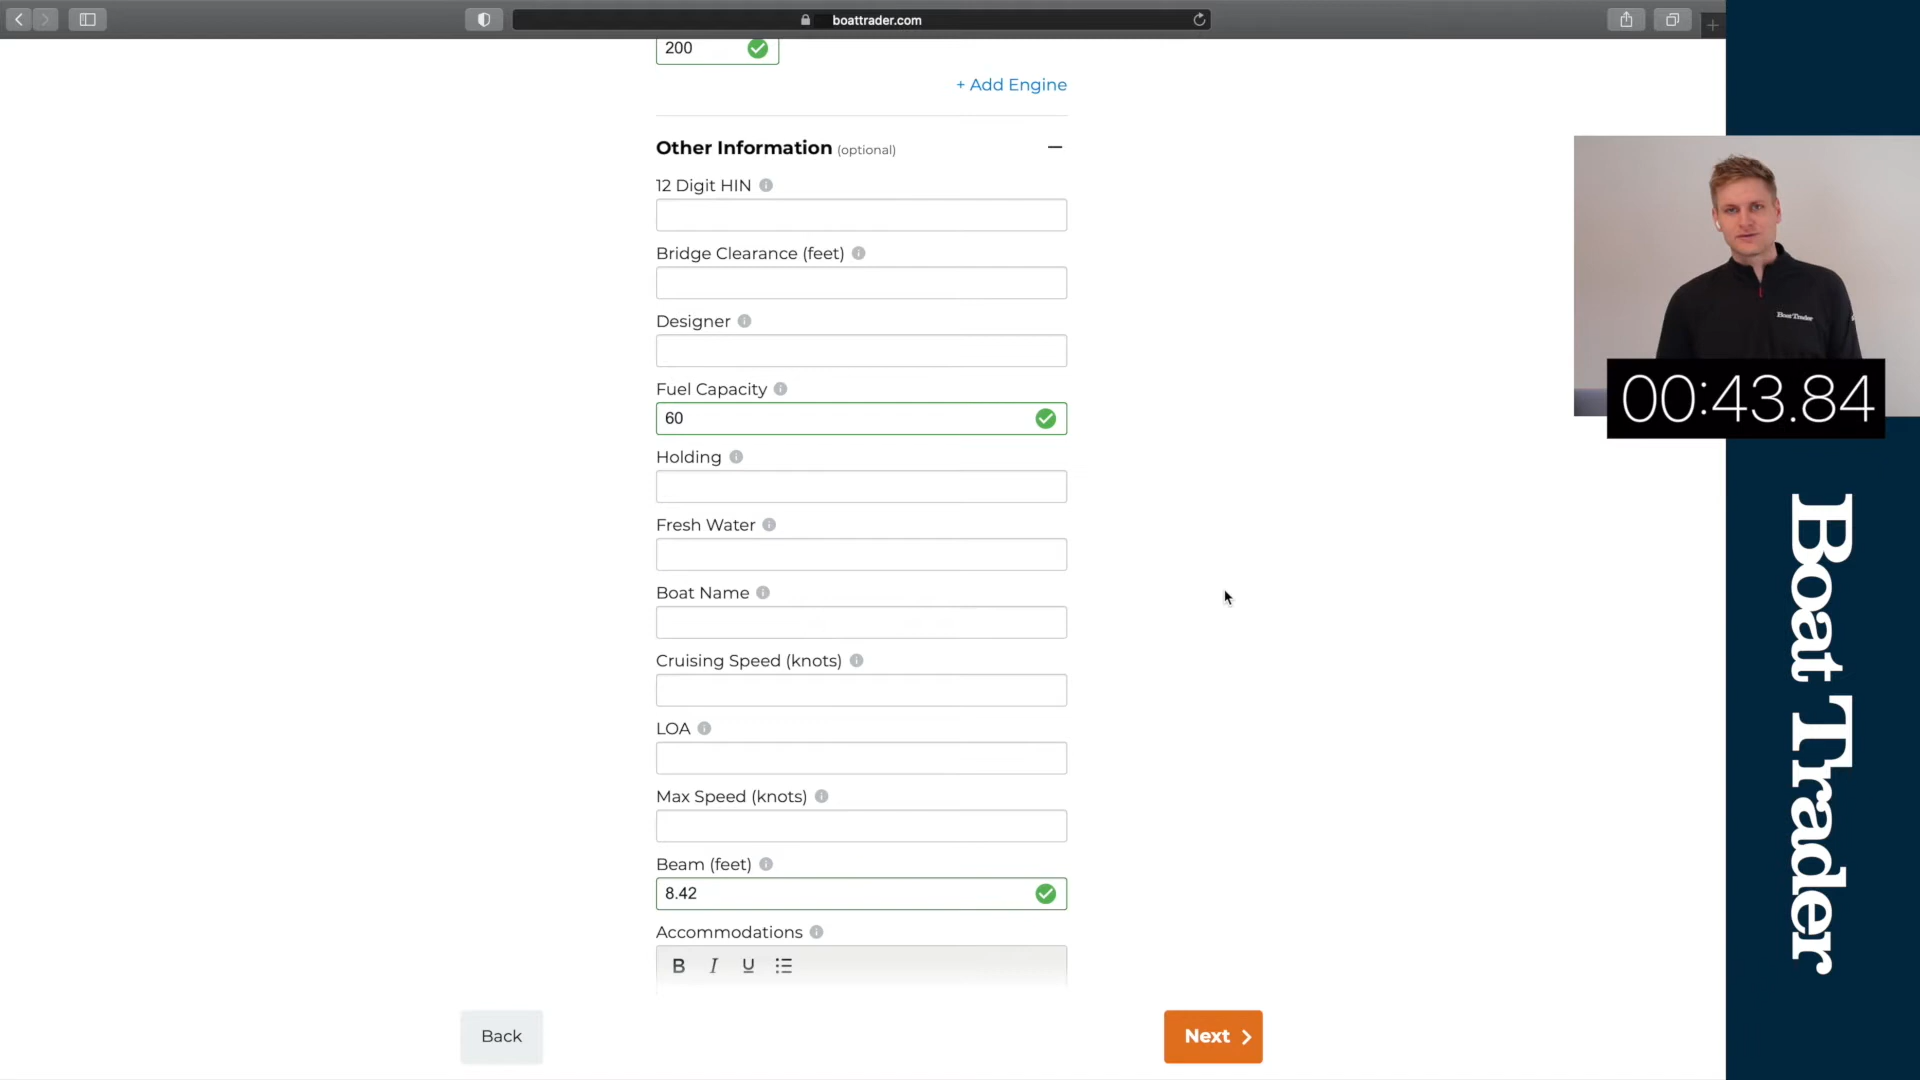 boattrader.com
200
+ Add Engine
Other Information (optional)
12 Digit HIN
Bridge Clearance (feet)
Designer
Fuel Capacity
60
Holding
Fresh Water
Boat Name
Cruising Speed (knots)
LOA
Max Speed (knots)
Beam (feet)
8.42
Accommodations
B I U
Back
Next
Boat Trader
00:43.84
Boat Trader